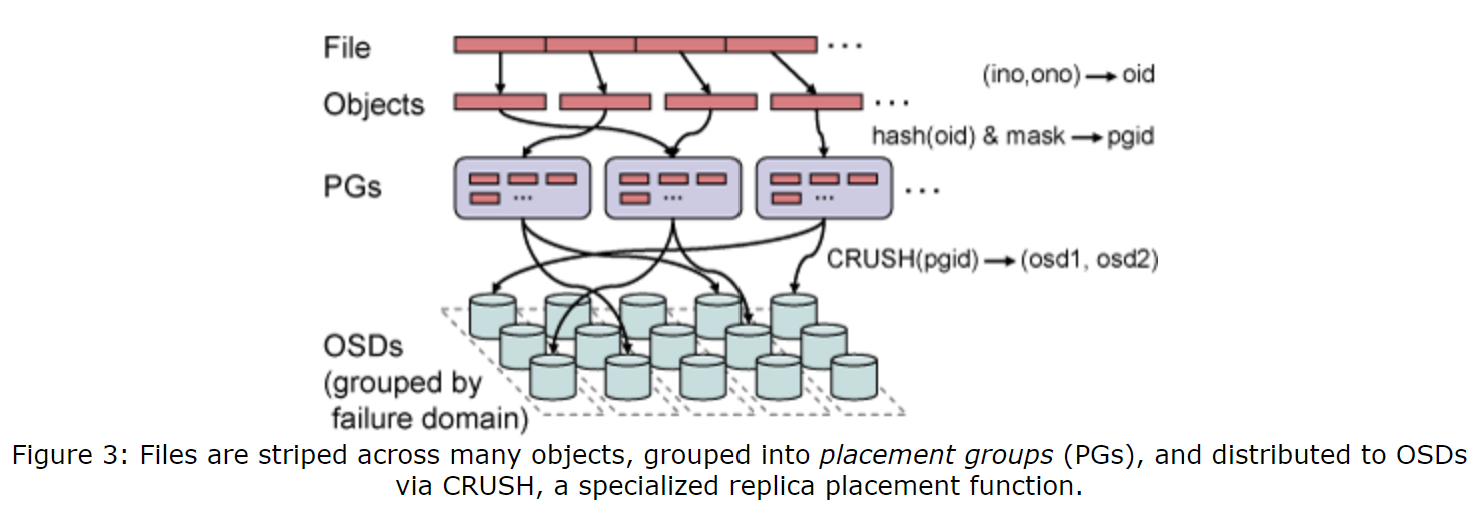 File ...
(ino,ono) → oid
Objects ...
hash(oid) & mask → pgid
PGs ... ... ... ...
CRUSH(pgid) → (osd1, osd2)
OSDs
(grouped by
failure domain)
Figure 3: Files are striped across many objects, grouped into placement groups (PGs), and distributed to OSDs
via CRUSH, a specialized replica placement function.